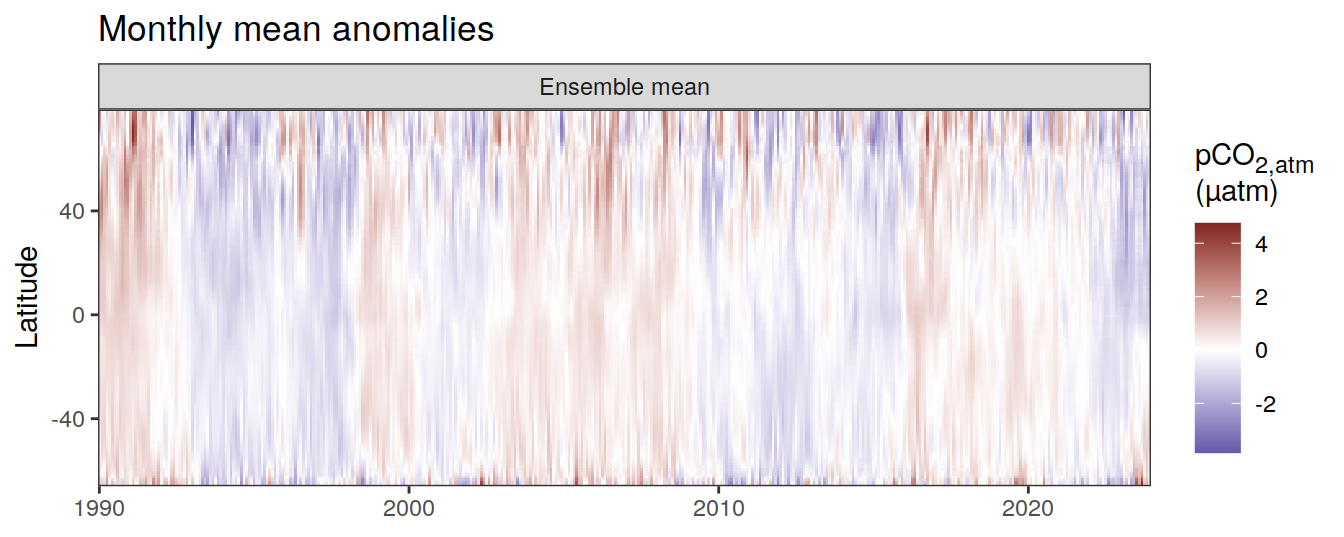 Monthly mean anomalies
Ensemble mean
pCO₂,ₐₜₘ
(µatm)
4
2
0
-2
Latitude
40
0
-40
1990
2000
2010
2020